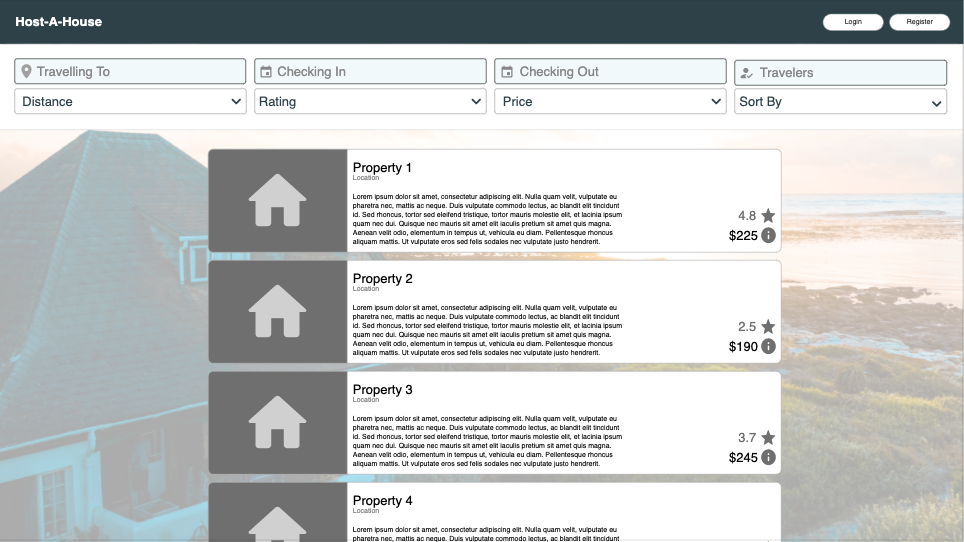 Host-A-House
Login
Register
Travelling To
Checking In
Checking Out
Travelers
Distance
Rating
Price
Sort By
Property 1
Location
Lorem ipsum dolor sit amet, consectetur adipiscing elit. Nulla quam velit, vulputate eu
pharetra nec, mattis ac neque. Duis vulputate commodo lectus, ac blandit elit tincidunt
id. Sed rhoncus, tortor sed eleifend tristique, tortor mauris molestie elit, et lacinia ipsum
quam nec dui. Quisque nec mauris sit amet elit iaculis pretium sit amet quis magna.
Aenean velit odio, elementum in tempus ut, vehicula eu diam. Pellentesque rhoncus
aliquam mattis. Ut vulputate eros sed felis sodales nec vulputate justo hendrerit.
4.8
$225
Property 2
Location
Lorem ipsum dolor sit amet, consectetur adipiscing elit. Nulla quam velit, vulputate eu
pharetra nec, mattis ac neque. Duis vulputate commodo lectus, ac blandit elit tincidunt
id. Sed rhoncus, tortor sed eleifend tristique, tortor mauris molestie elit, et lacinia ipsum
quam nec dui. Quisque nec mauris sit amet elit iaculis pretium sit amet quis magna.
Aenean velit odio, elementum in tempus ut, vehicula eu diam. Pellentesque rhoncus
aliquam mattis. Ut vulputate eros sed felis sodales nec vulputate justo hendrerit.
2.5
$190
Property 3
Location
Lorem ipsum dolor sit amet, consectetur adipiscing elit. Nulla quam velit, vulputate eu
pharetra nec, mattis ac neque. Duis vulputate commodo lectus, ac blandit elit tincidunt
id. Sed rhoncus, tortor sed eleifend tristique, tortor mauris molestie elit, et lacinia ipsum
quam nec dui. Quisque nec mauris sit amet elit iaculis pretium sit amet quis magna.
Aenean velit odio, elementum in tempus ut, vehicula eu diam. Pellentesque rhoncus
aliquam mattis. Ut vulputate eros sed felis sodales nec vulputate justo hendrerit.
3.7
$245
Property 4
Location
Lorem ipsum dolor sit amet, consectetur adipiscing elit. Nulla quam velit, vulputate eu
pharetra nec, mattis ac neque. Duis vulputate commodo lectus, ac blandit elit tincidunt